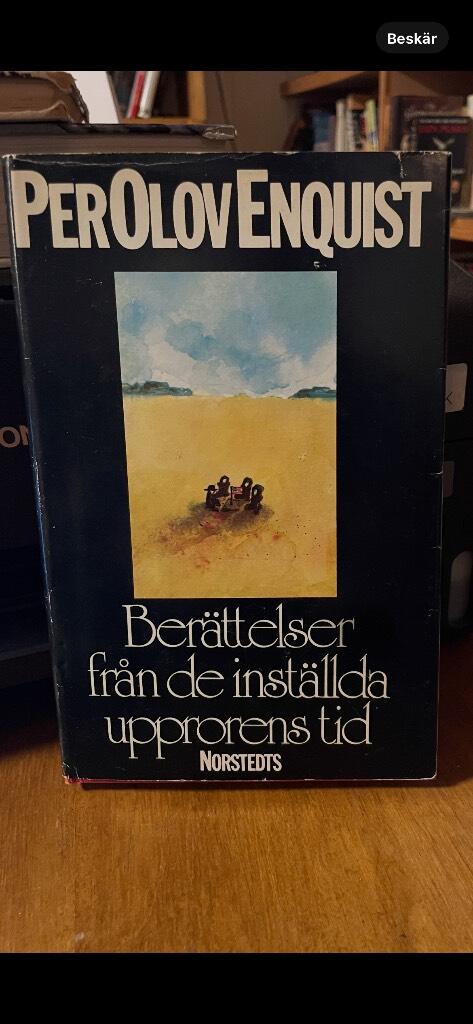 Beskär
PER OLOV ENQUIST
Berättelser
från de inställda
upprorens tid
NORSTEDTS